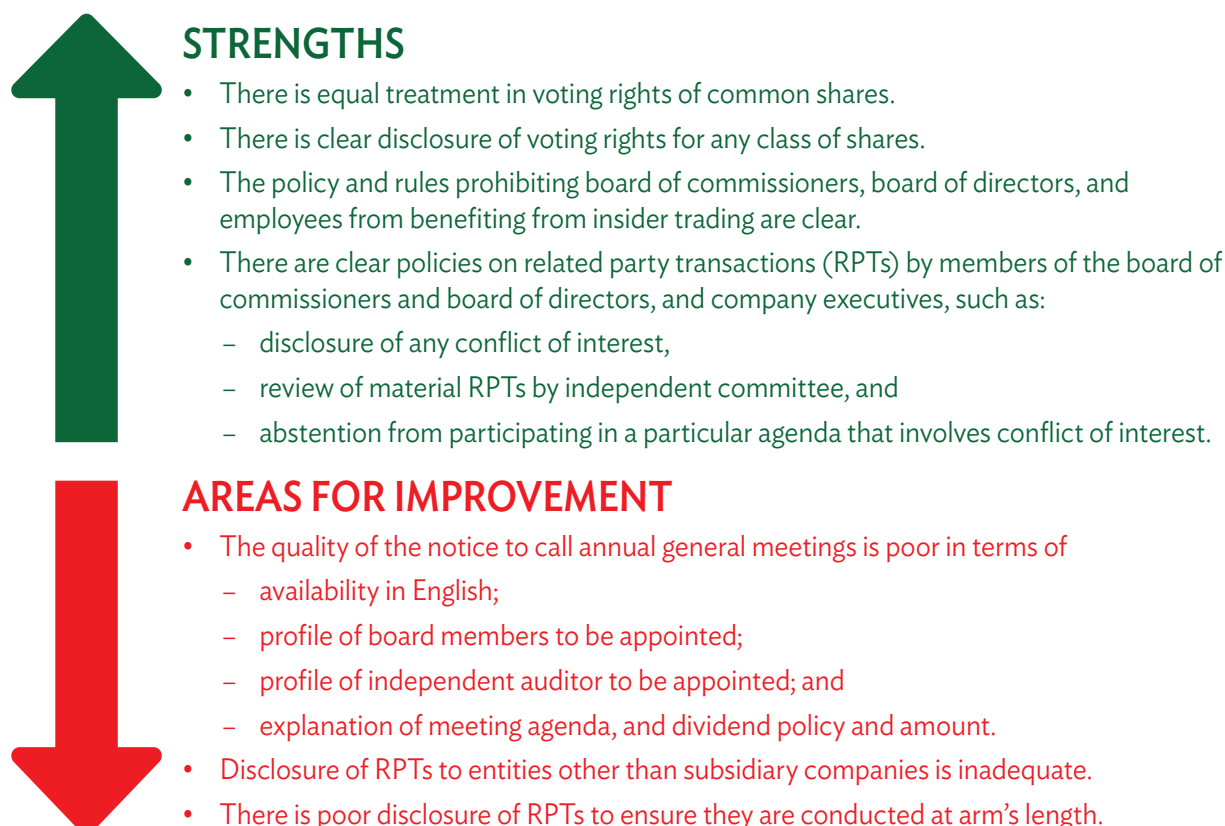 STRENGTHS
• There is equal treatment in voting rights of common shares.
• There is clear disclosure of voting rights for any class of shares.
• The policy and rules prohibiting board of commissioners, board of directors, and
employees from benefiting from insider trading are clear.
• There are clear policies on related party transactions (RPTs) by members of the board of
commissioners and board of directors, and company executives, such as:
– disclosure of any conflict of interest,
– review of material RPTs by independent committee, and
– abstention from participating in a particular agenda that involves conflict of interest.
AREAS FOR IMPROVEMENT
• The quality of the notice to call annual general meetings is poor in terms of
– availability in English;
– profile of board members to be appointed;
– profile of independent auditor to be appointed; and
– explanation of meeting agenda, and dividend policy and amount.
• Disclosure of RPTs to entities other than subsidiary companies is inadequate.
• There is poor disclosure of RPTs to ensure they are conducted at arm's length.